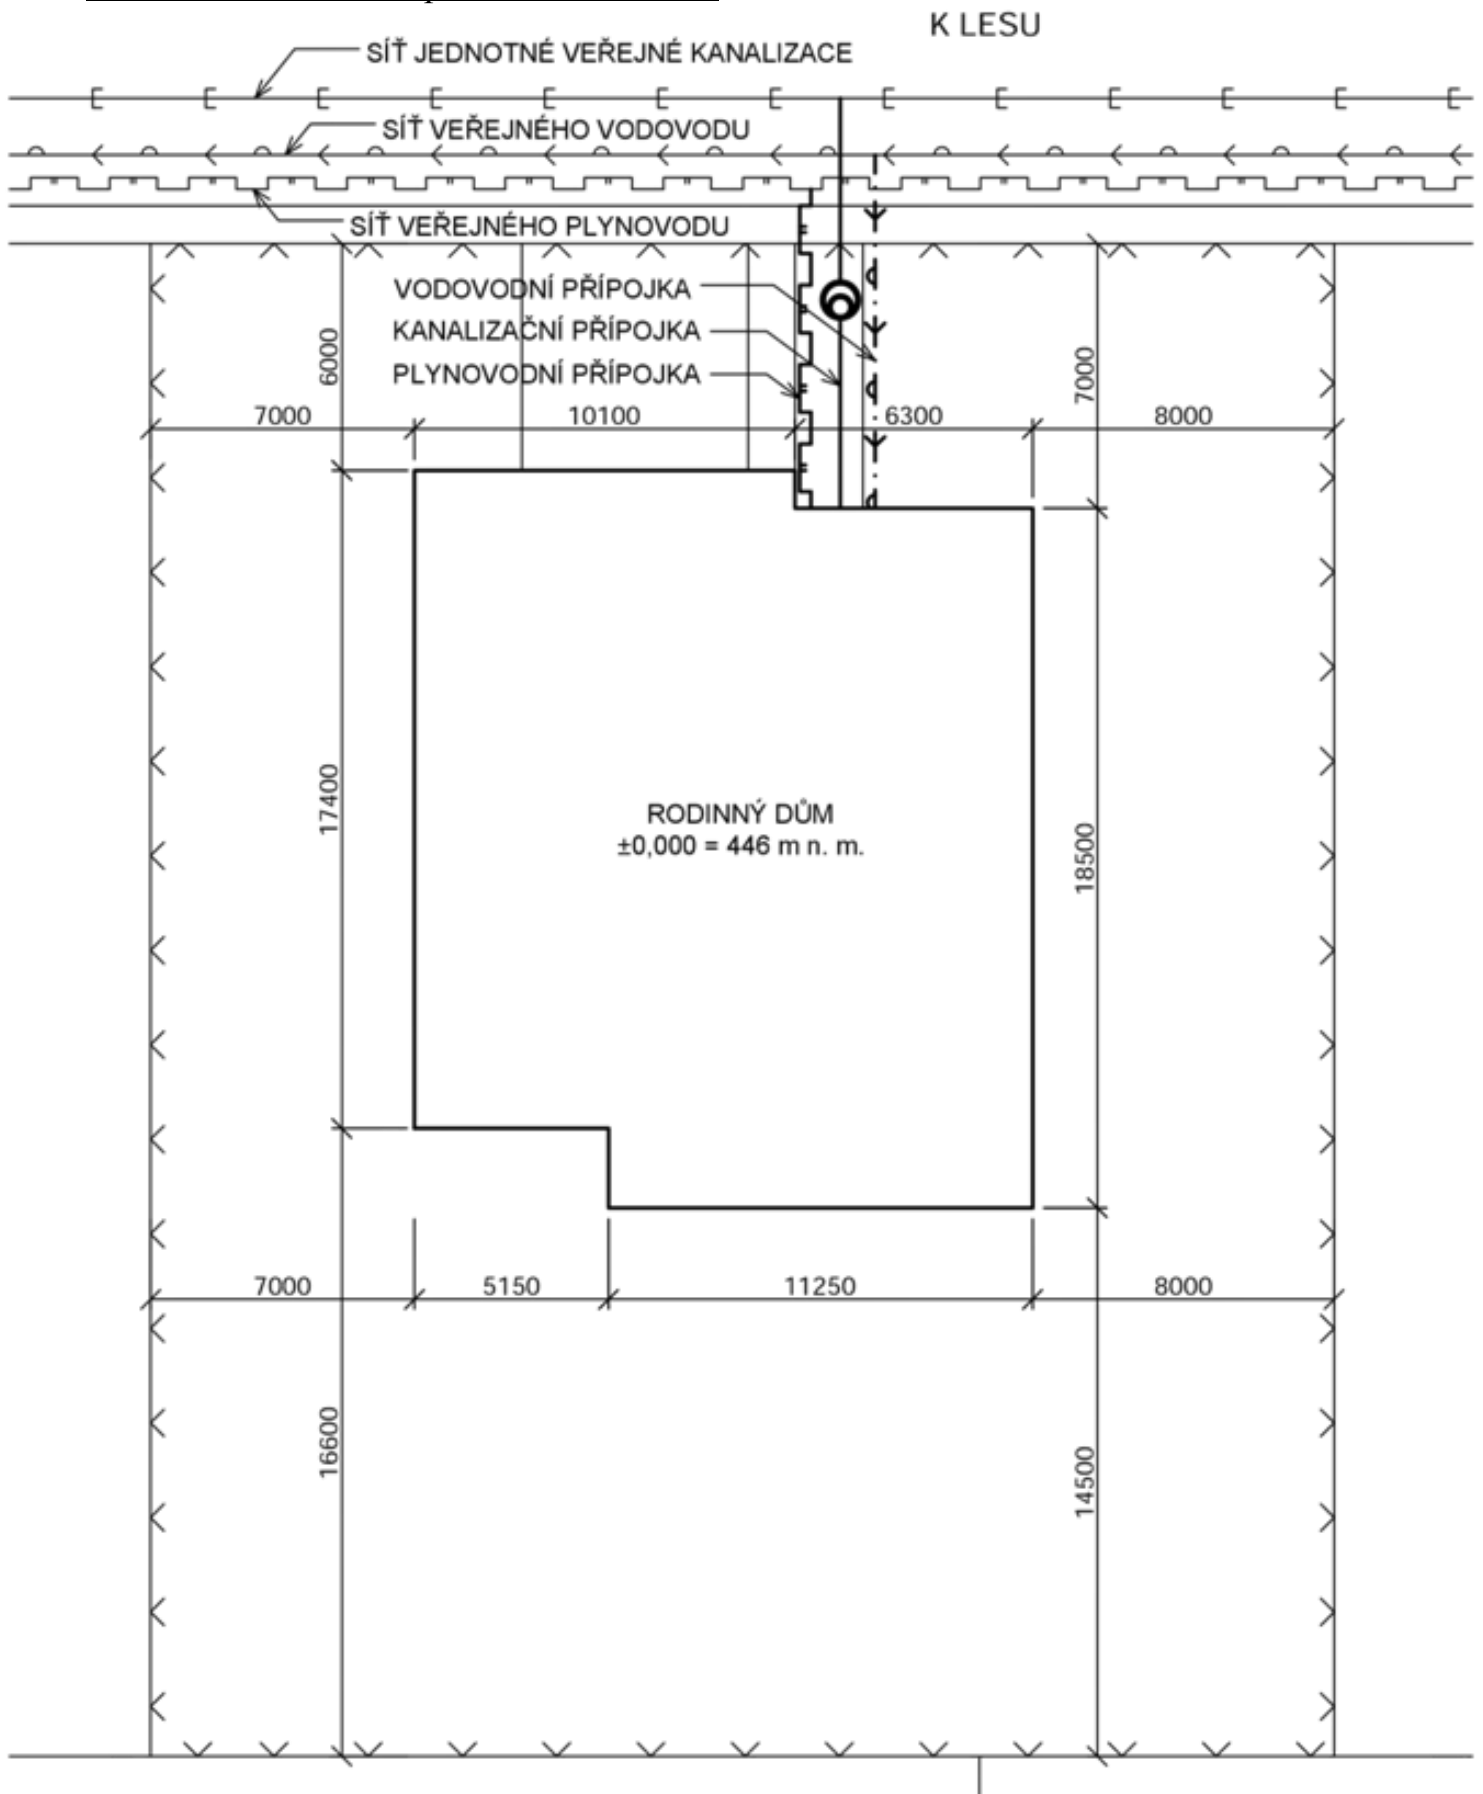 K LESU
SÍŤ JEDNOTNÉ VEŘEJNÉ KANALIZACE
SÍŤ VEŘEJNÉHO VODOVODU
SÍŤ VEŘEJNÉHO PLYNOVODU
VODOVODNÍ PŘÍPOJKA
KANALIZAČNÍ PŘÍPOJKA
PLYNOVODNÍ PŘÍPOJKA
6000
7000
7000
10100
6300
8000
17400
RODINNÝ DŮM
±0,000 = 446 m n. m.
18500
7000
5150
11250
8000
16600
14500